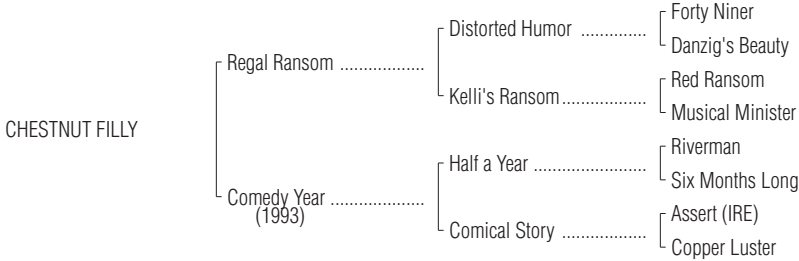 Forty Niner
Distorted Humor ..............
Danzig's Beauty
Regal Ransom ..................
Red Ransom
Kelli's Ransom..................
Musical Minister
CHESTNUT FILLY
Riverman
Half a Year ........................
Six Months Long
Comedy Year ....................
(1993)
Assert (IRE)
Comical Story ..................
Copper Luster